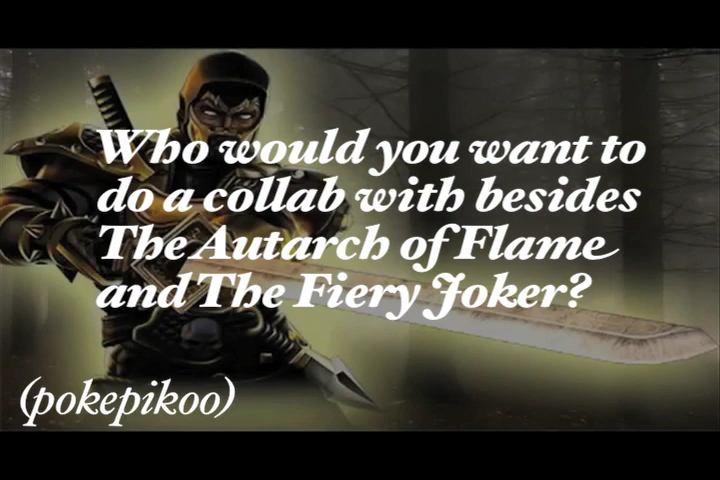 Who would you want to
do a collab with besides
The Autarch of Flame
and The Fiery Joker?
(pokepikoo)